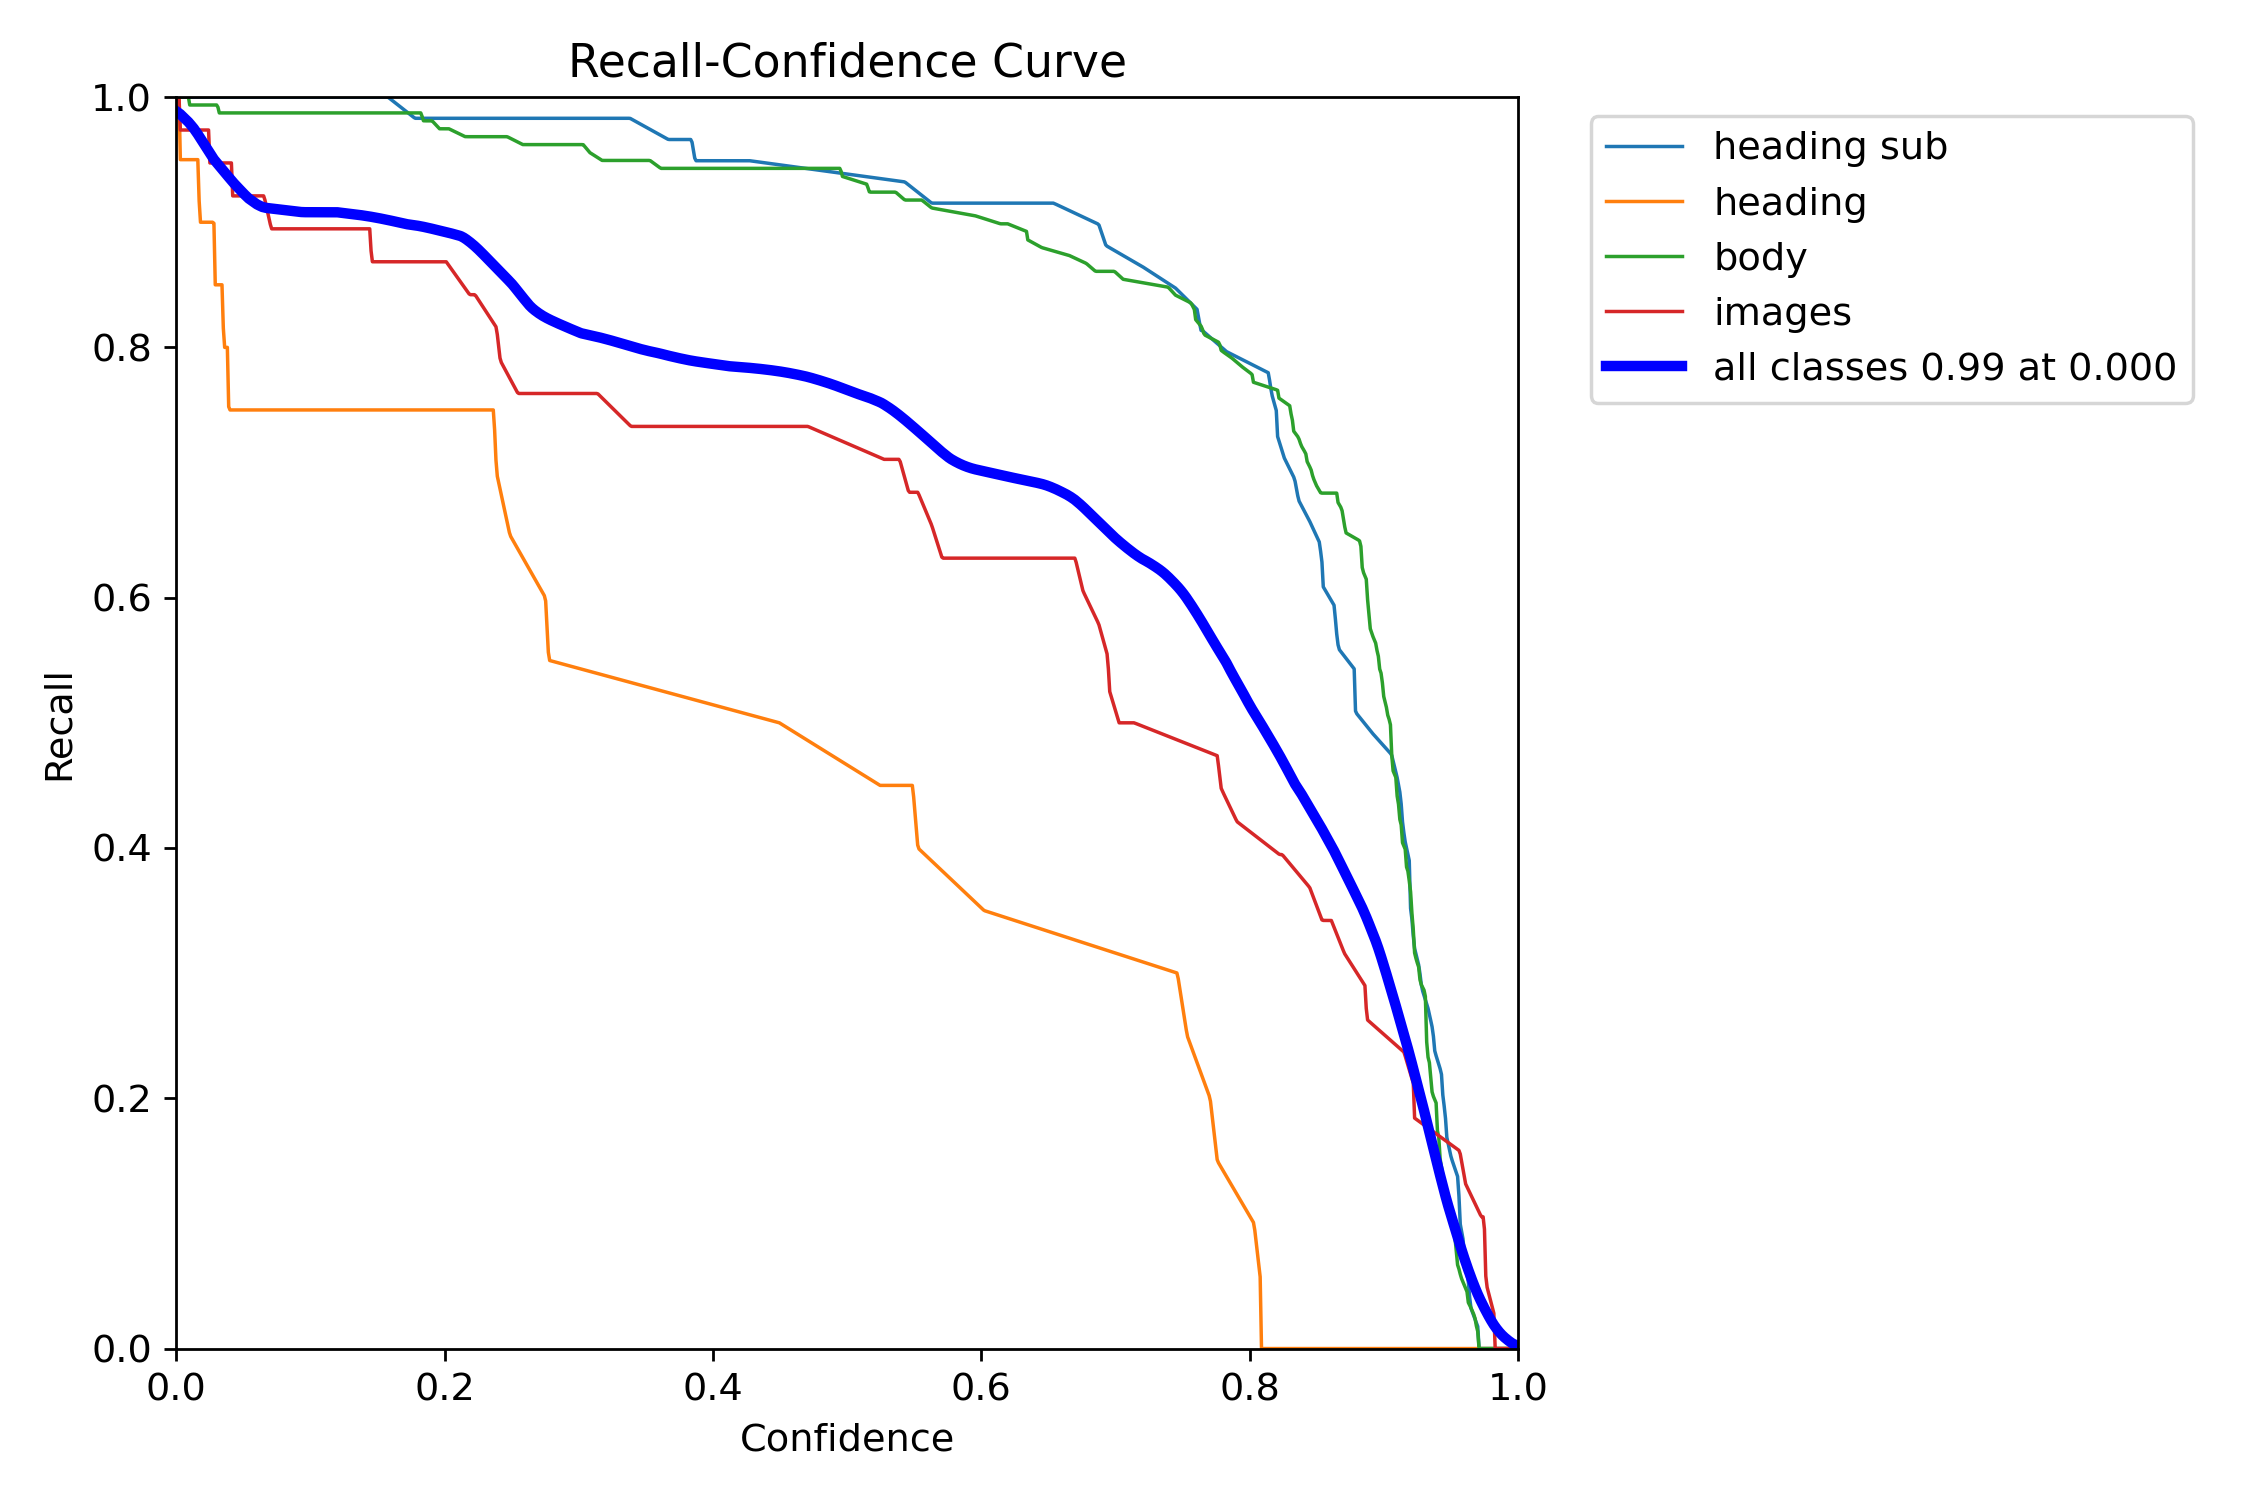 Recall-Confidence Curve
1.0
0.8
0.6
0.4
0.2
0.0
Recall
0.0 0.2 0.4 0.6 0.8 1.0
Confidence
heading sub
heading
body
images
all classes 0.99 at 0.000